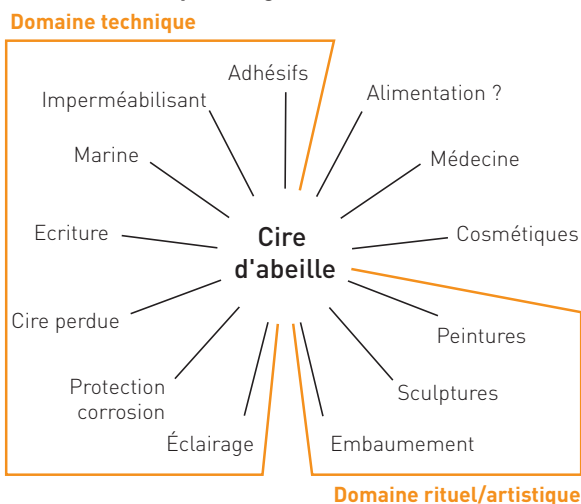 Domaine technique
Adhésifs
Alimentation ?
Imperméabilisant
Marine
Médecine
Ecriture
Cire
d'abeille
Cosmétiques
Cire perdue
Peintures
Protection
corrosion
Sculptures
Éclairage
Embaumement
Domaine rituel/artistique